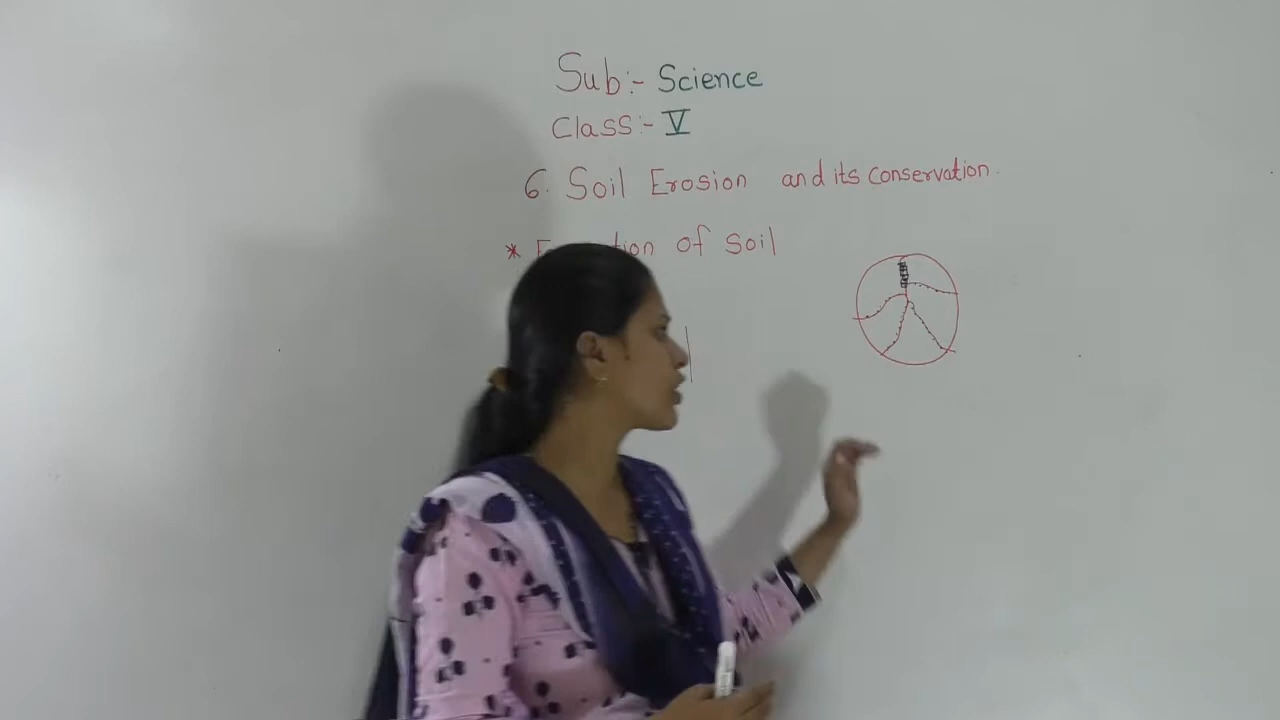 Sub:- Science
Class:- V
6. Soil Erosion and its conservation.
* of soil